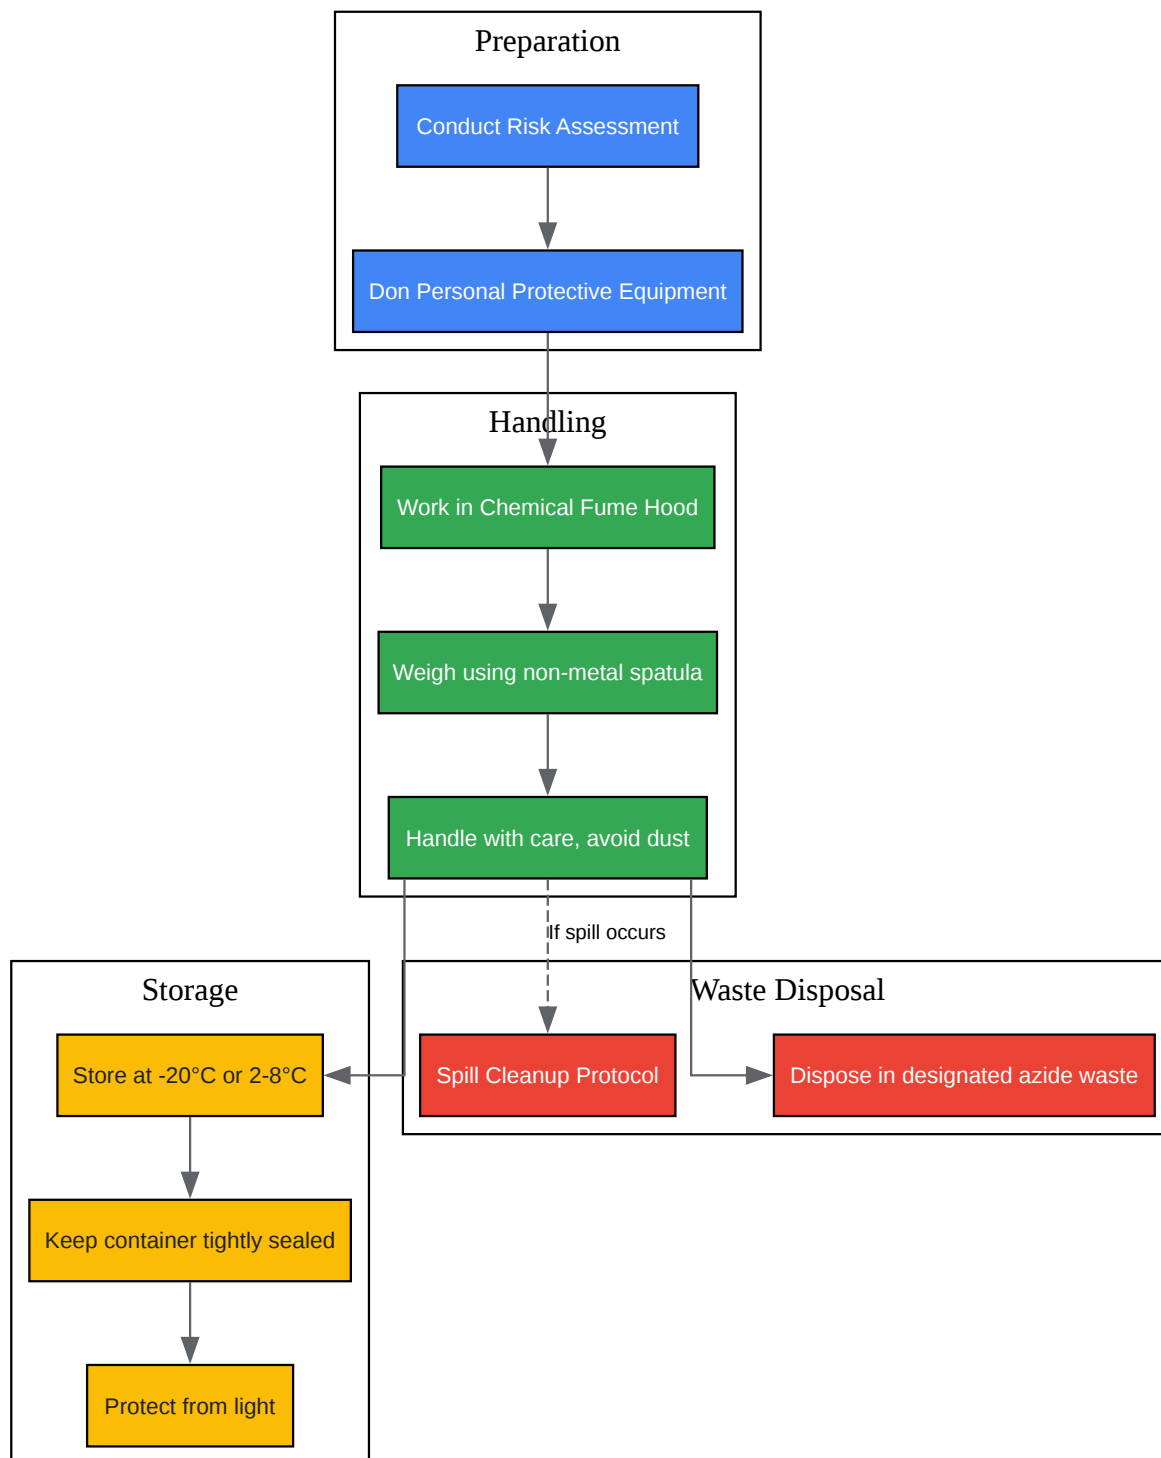 Preparation
Conduct Risk Assessment
Don Personal Protective Equipment
Handling
Work in Chemical Fume Hood
Weigh using non-metal spatula
Handle with care, avoid dust
If spill occurs
Storage
Waste Disposal
Store at -20°C or 2-8°C
Spill Cleanup Protocol
Dispose in designated azide waste
Keep container tightly sealed
Protect from light